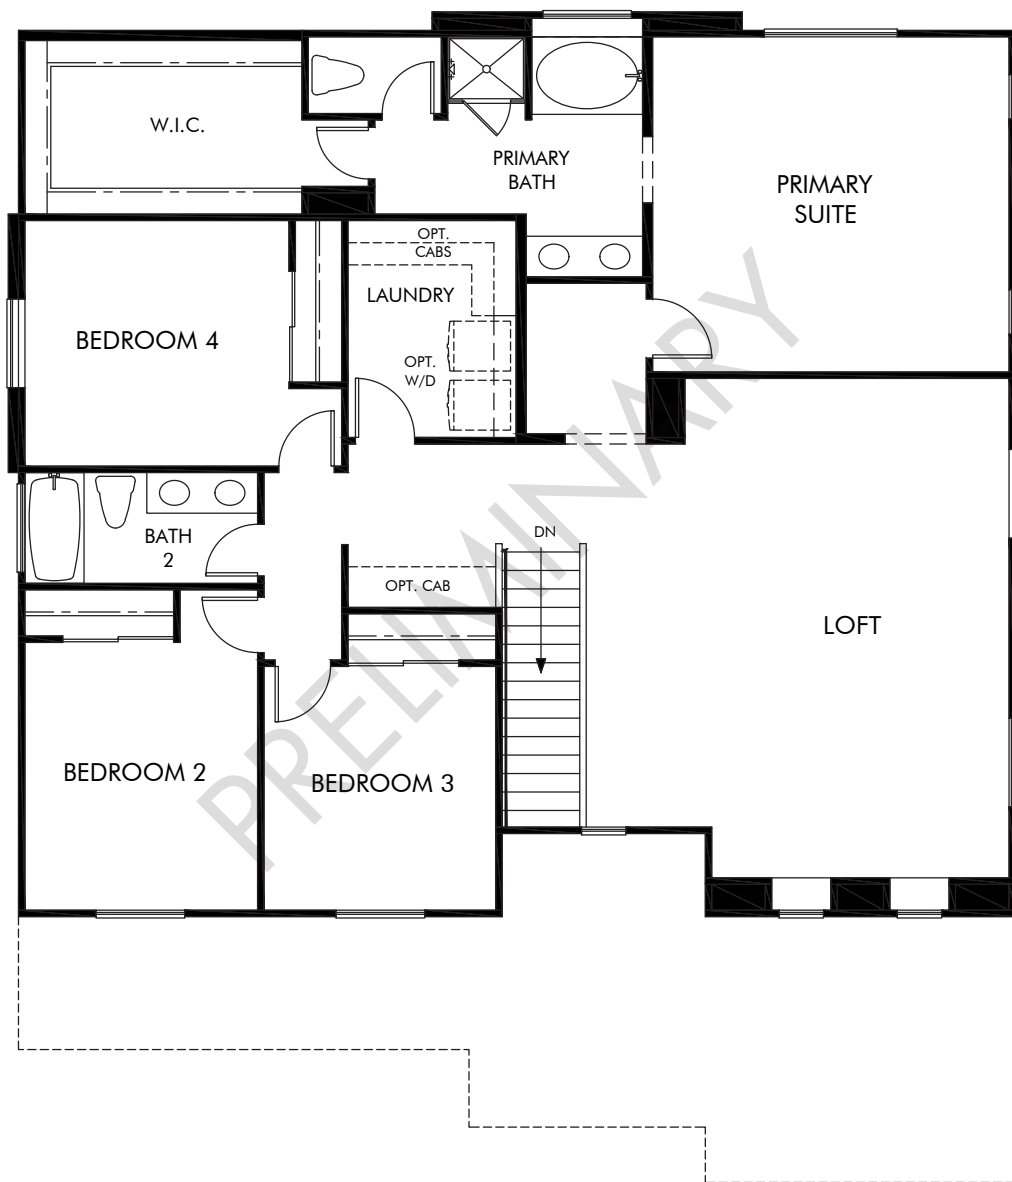 W.I.C.
PRIMARY
BATH
PRIMARY
SUITE
OPT.
CABS
LAUNDRY
BEDROOM 4
OPT.
W/D
BATH
2
DN
OPT. CAB
LOFT
BEDROOM 2
BEDROOM 3
PRELIMINARY